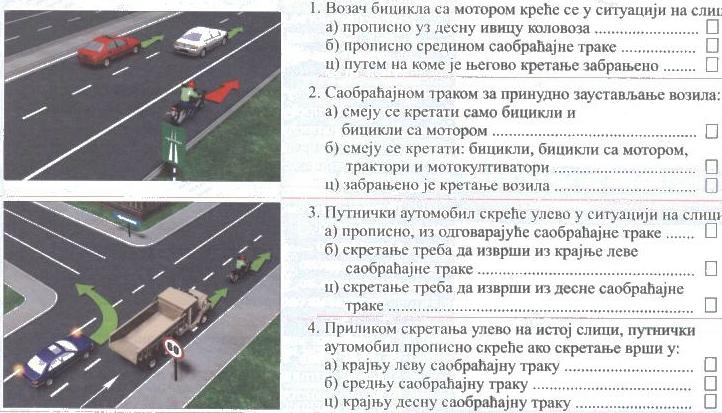 1. Возач бицикла са мотором креће се у ситуацији на
а) прописно уз десну ивицу коловоза ........................
б) прописно средином саобраћајне траке ..................
ц) путем на коме је његово кретање забрањено ........
2. Саобраћајном траком за принудно заустављање возила:
а) смеју се кретати само бицикли и
бицикли са мотором ..........................................
б) смеју се кретати: бицикли, бицикли са мотором,
трактори и мотокултиватори ................................
ц) забрањено је кретање возила ................................
3. Путнички аутомобил скреће улево у ситуацији на
а) прописно, из одговарајуће саобраћајне траке .......
б) скретање треба да изврши из крајње леве
саобраћајне траке ..............................................
ц) скретање треба да изврши из десне саобраћајне
траке ................................................................
4. Приликом скретања улево на истој слици, путнички
аутомобил прописно скреће ако скретање врши у:
а) крајњу леву саобраћајну траку ..............................
б) средњу саобраћајну траку ....................................
ц) крајњу десну саобраћајну траку ............................
60